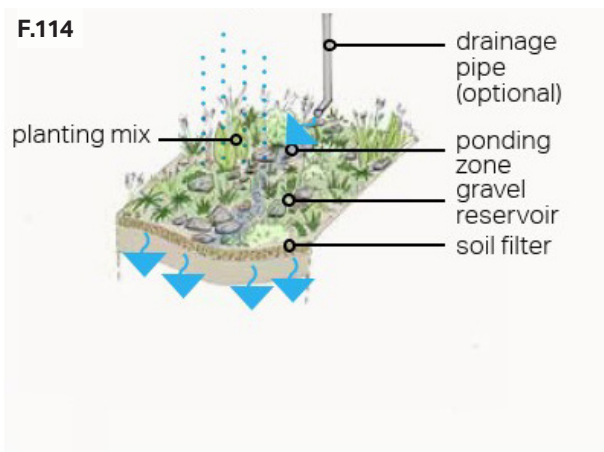 F.114
drainage
pipe
(optional)
planting mix
ponding
zone
gravel
reservoir
soil filter